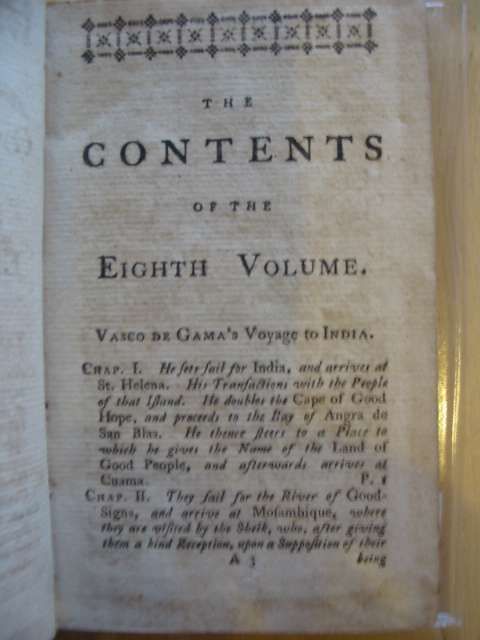 THE
CONTENTS
OF THE
EIGHTH VOLUME.
VASCO DE GAMA's Voyage to INDIA.
CHAP. I. He ſets ſail for India, and arrives at
St. Helena. His Tranſactions with the People
of that Iſland. He doubles the Cape of Good
Hope, and proceeds to the Bay of Angra de
San Blas. He thence ſteers to a Place to
which he gives the Name of the Land of
Good People, and afterwards arrives at
Cuama. P. 1
CHAP. II. They ſail for the River of Good-
Signs, and arrive at Moſambique, where
they are viſited by the Sheik, who, after giving
them a kind Reception, upon a Suppoſition of their
A 3 being